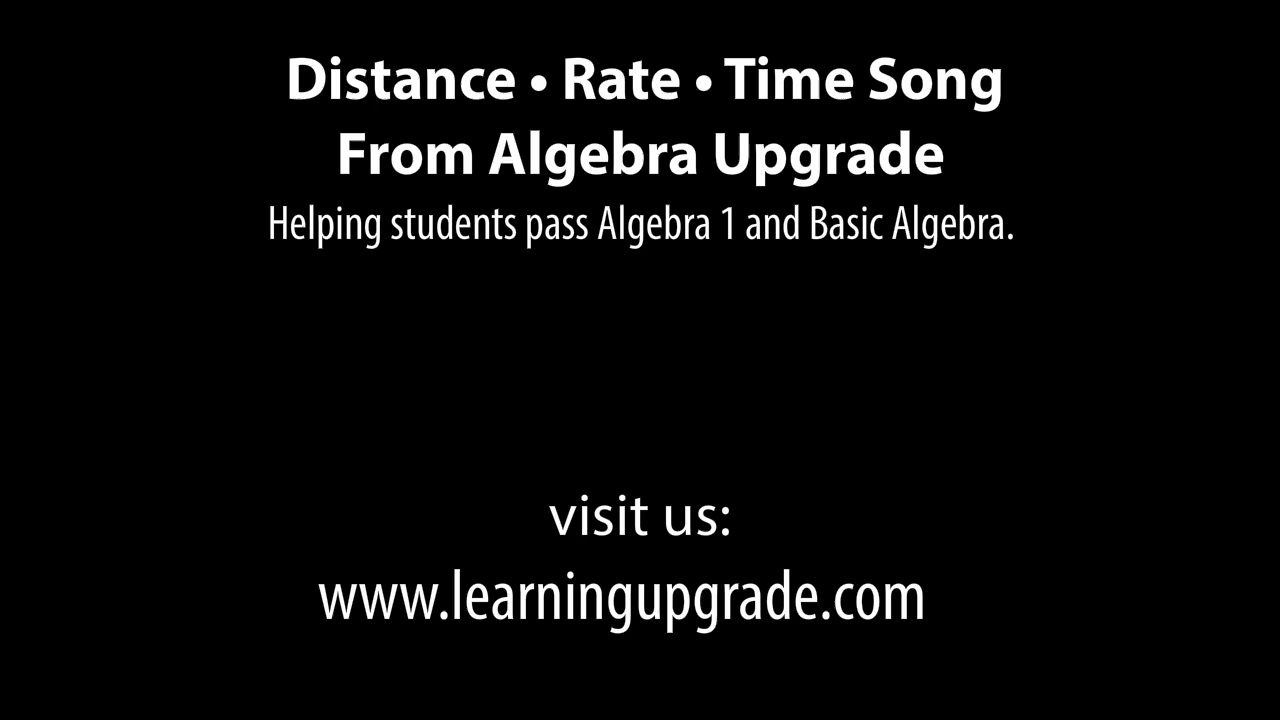 Distance • Rate • Time Song
From Algebra Upgrade
Helping students pass Algebra 1 and Basic Algebra.
visit us:
www.learningupgrade.com